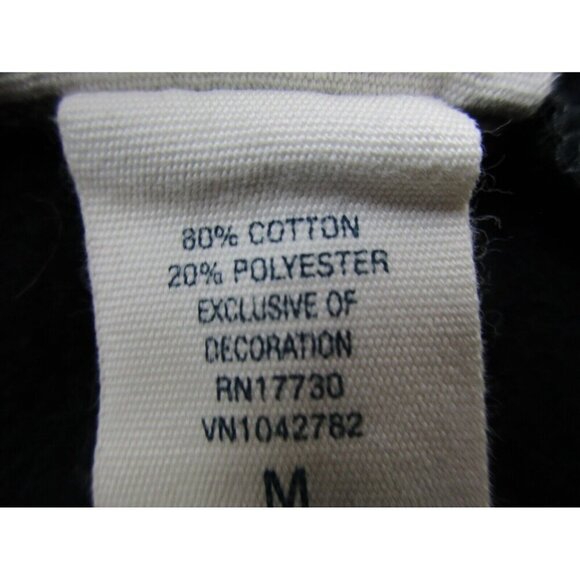 80% COTTON
20% POLYESTER
EXCLUSIVE OF
DECORATION
RN17730
VN1042782
M